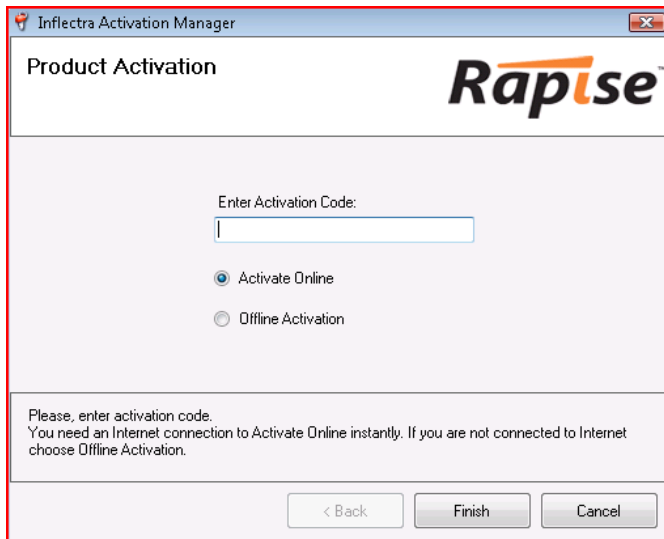 Inflectra Activation Manager
Product Activation
Rapise™
Enter Activation Code:
Activate Online
Offline Activation
Please, enter activation code.
You need an Internet connection to Activate Online instantly. If you are not connected to Internet
choose Offline Activation.
< Back
Finish
Cancel